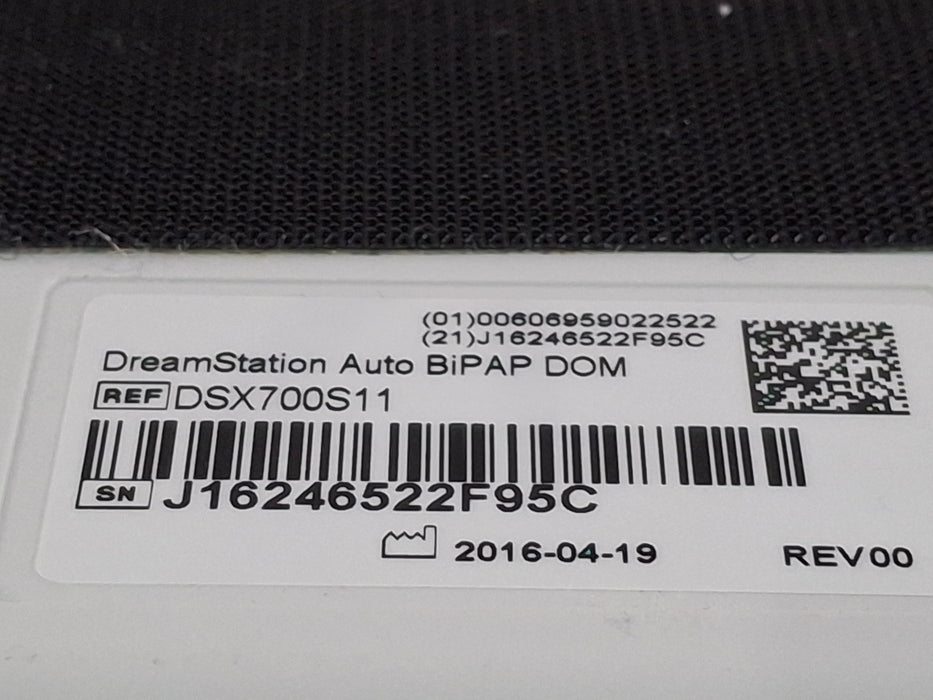 (01)00606959022522
(21)J16246522F95C
DreamStation Auto BiPAP DOM
REF DSX700S11
SN J16246522F95C
2016-04-19 REV00